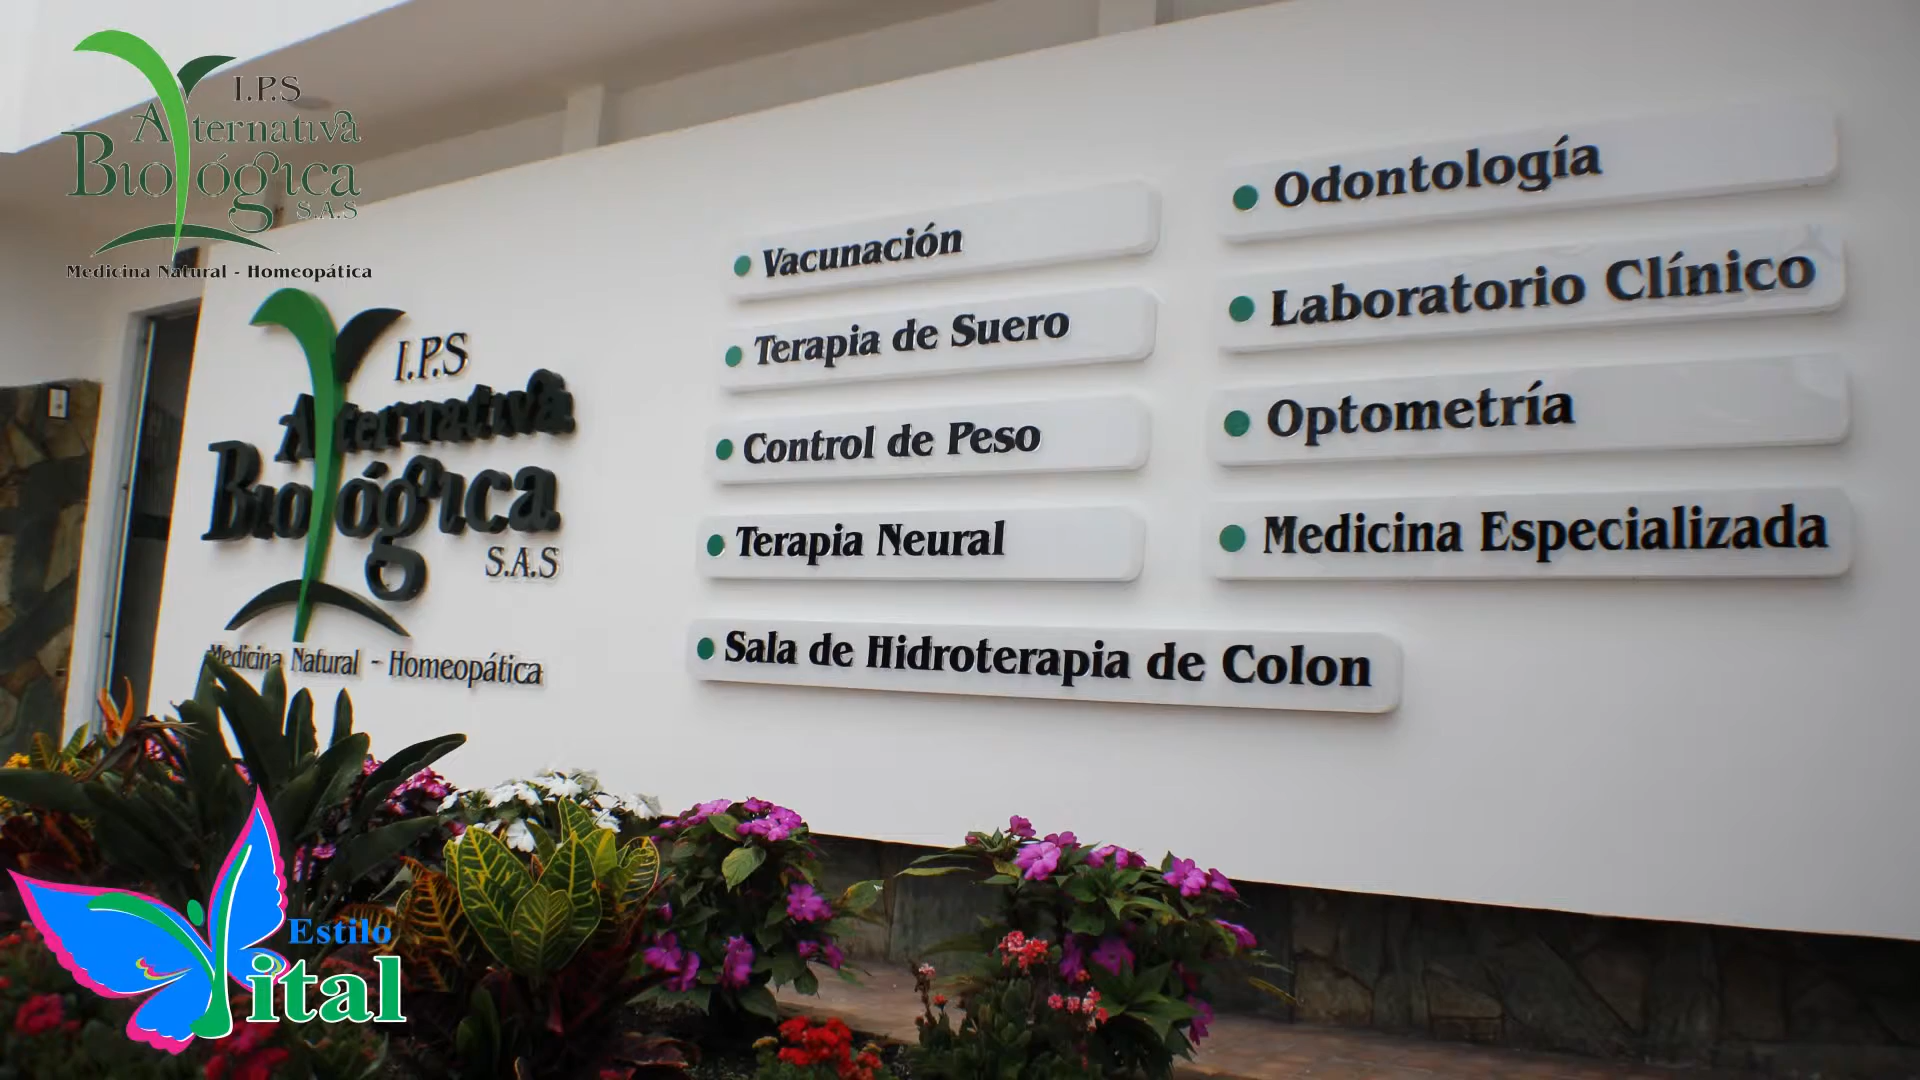 I.P.S
Alternativa
Biológica
S.A.S
Medicina Natural - Homeopática
I.P.S
Alternativa
Biológica
S.A.S
Medicina Natural - Homeopática
Vacunación
Terapia de Suero
Control de Peso
Terapia Neural
Sala de Hidroterapia de Colon
Odontología
Laboratorio Clínico
Optometría
Medicina Especializada
Estilo
Vital